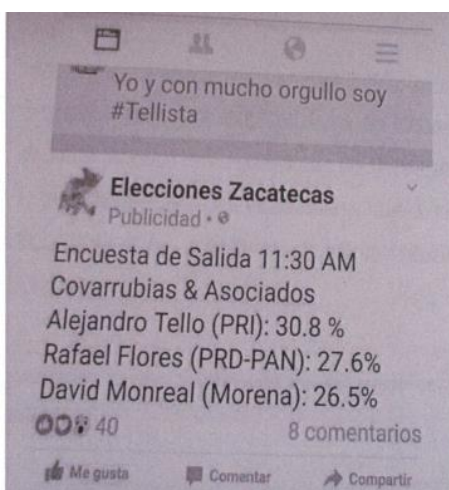 Yo y con mucho orgullo soy
#Tellista
Elecciones Zacatecas
Publicidad •
Encuesta de Salida 11:30 AM
Covarrubias & Asociados
Alejandro Tello (PRI): 30.8 %
Rafael Flores (PRD-PAN): 27.6%
David Monreal (Morena): 26.5%
40 8 comentarios
Me gusta Comentar Compartir